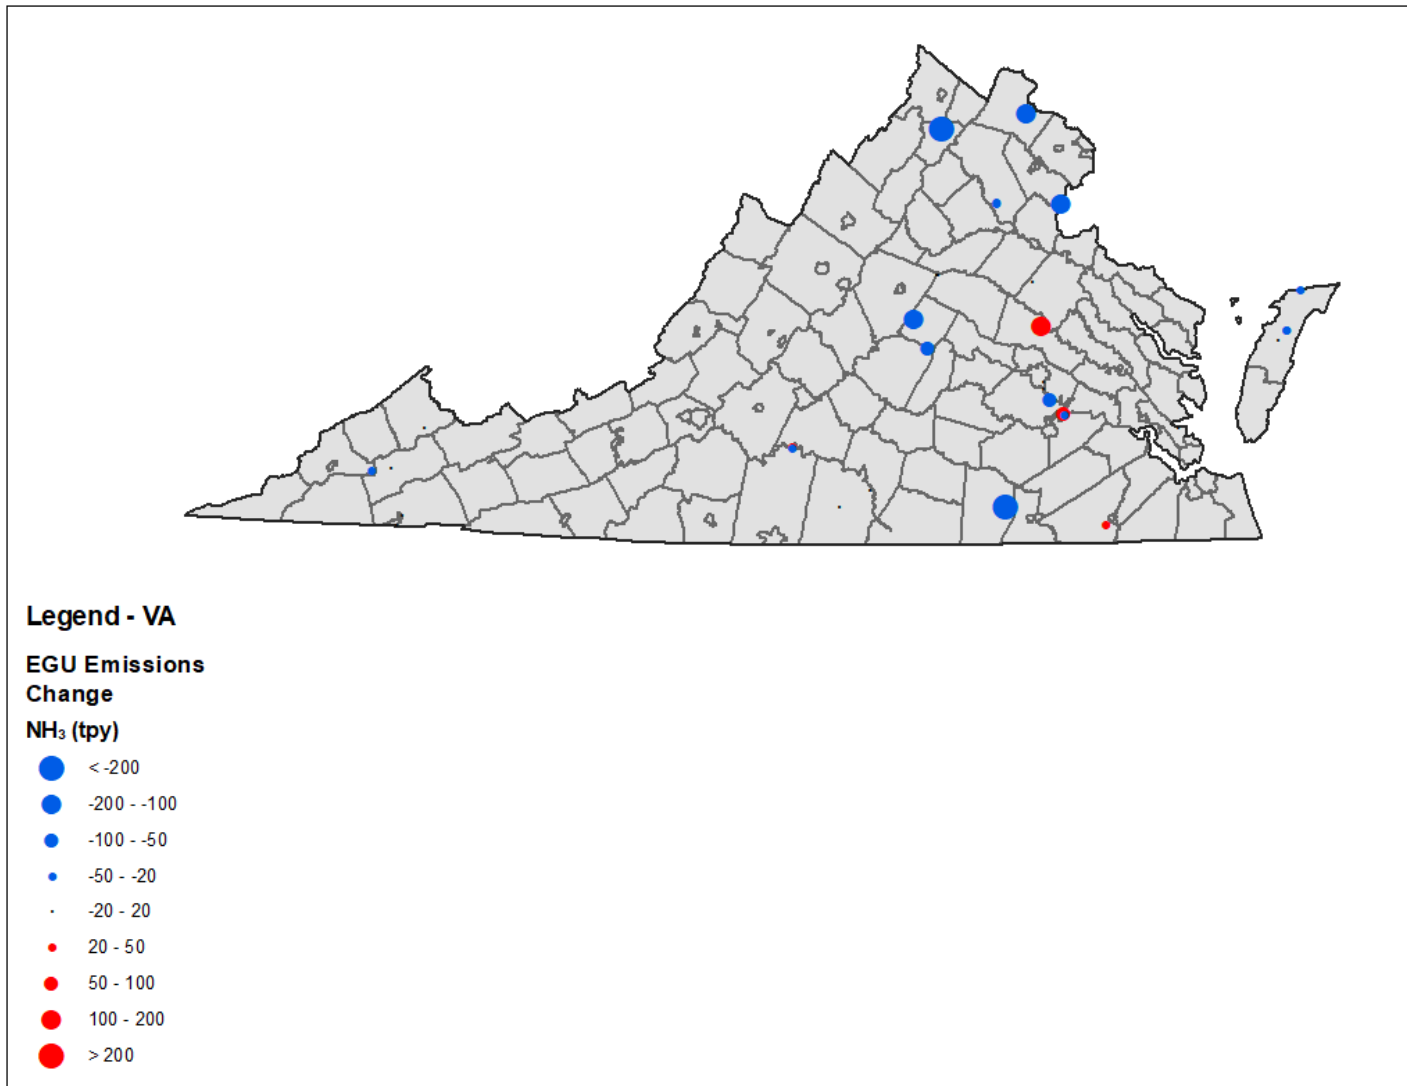 Legend - VA
EGU Emissions
Change
NH₃ (tpy)
< -200
-200 - -100
-100 - -50
-50 - -20
-20 - 20
20 - 50
50 - 100
100 - 200
> 200